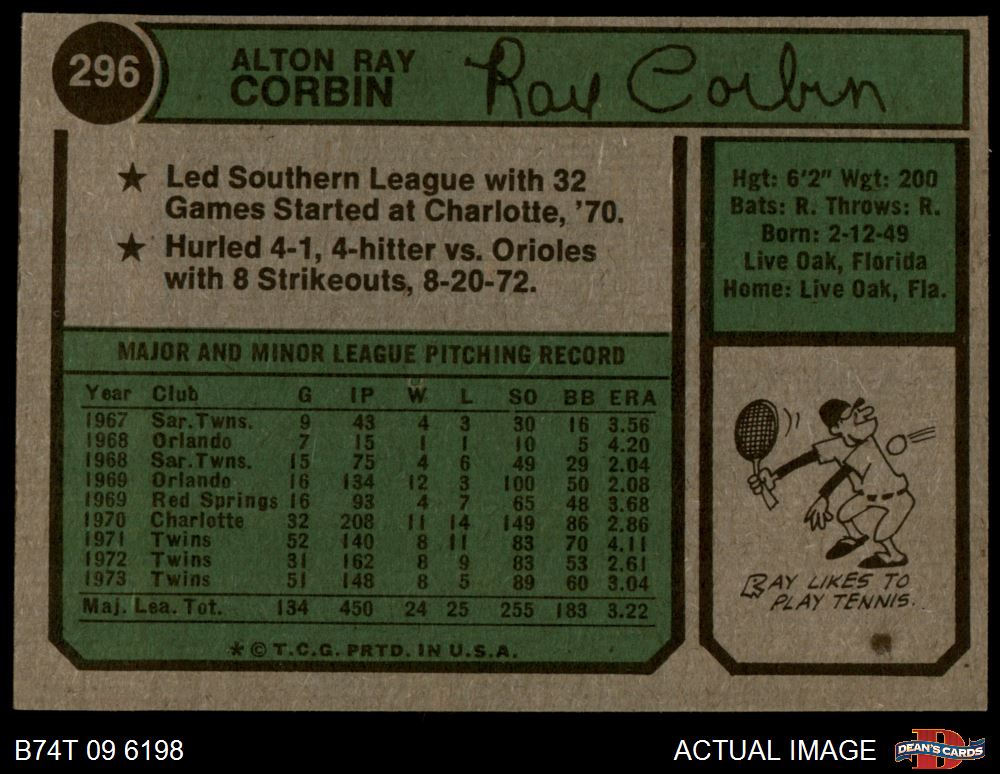 296
ALTON RAY
CORBIN
Ray Corbin
★ Led Southern League with 32
Games Started at Charlotte, '70.
★ Hurled 4-1, 4-hitter vs. Orioles
with 8 Strikeouts, 8-20-72.
Hgt: 6'2" Wgt: 200
Bats: R. Throws: R.
Born: 2-12-49
Live Oak, Florida
Home: Live Oak, Fla.
MAJOR AND MINOR LEAGUE PITCHING RECORD
Year Club G IP W L SO BB ERA
1967 Sar. Twns. 9 43 4 3 30 16 3.56
1968 Orlando 7 15 1 1 10 5 4.20
1968 Sar. Twns. 15 75 4 6 49 29 2.04
1969 Orlando 16 134 12 3 100 50 2.08
1969 Red Springs 16 93 4 7 65 48 3.68
1970 Charlotte 32 208 11 14 149 86 2.86
1971 Twins 52 140 8 11 83 70 4.11
1972 Twins 31 162 8 9 83 53 2.61
1973 Twins 51 148 8 5 89 60 3.04
Maj. Lea. Tot. 134 450 24 25 255 183 3.22
* © T.C.G. PRTD. IN U.S.A.
RAY LIKES TO
PLAY TENNIS.
B74T 09 6198
ACTUAL IMAGE
D
DEAN'S CARDS